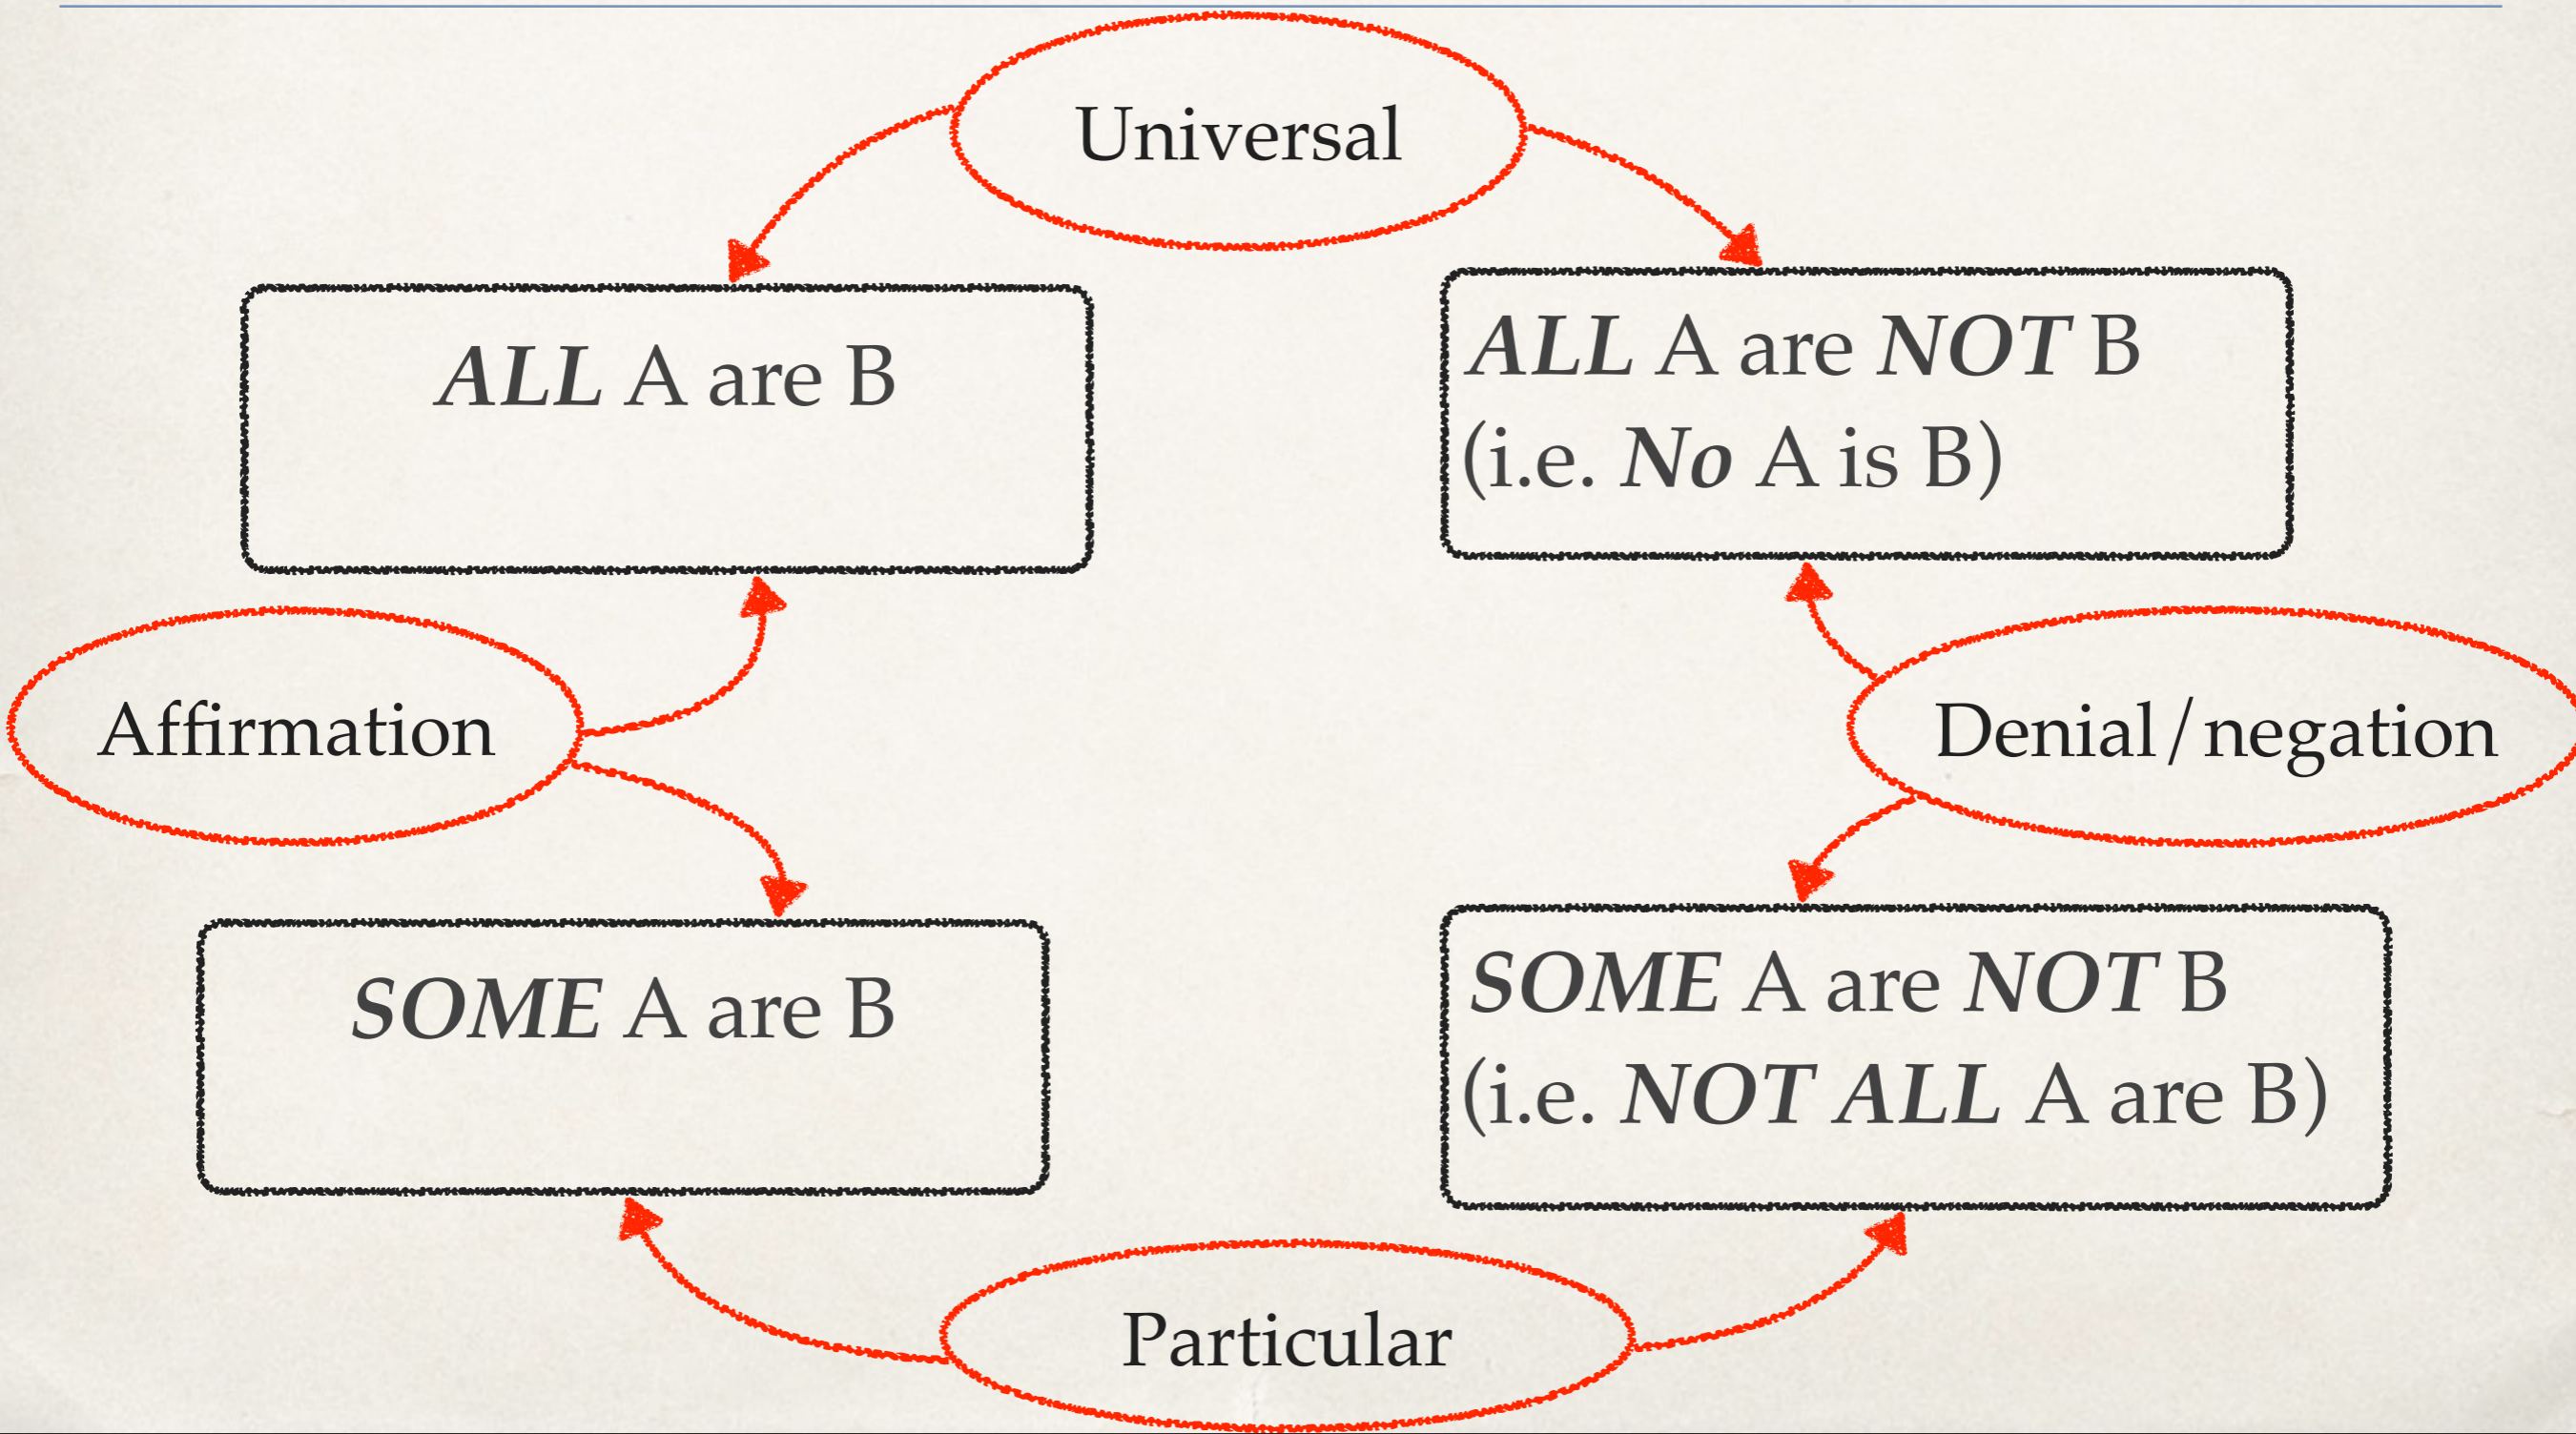 Universal
ALL A are B
ALL A are NOT B
(i.e. No A is B)
Affirmation
Denial/negation
SOME A are B
SOME A are NOT B
(i.e. NOT ALL A are B)
Particular